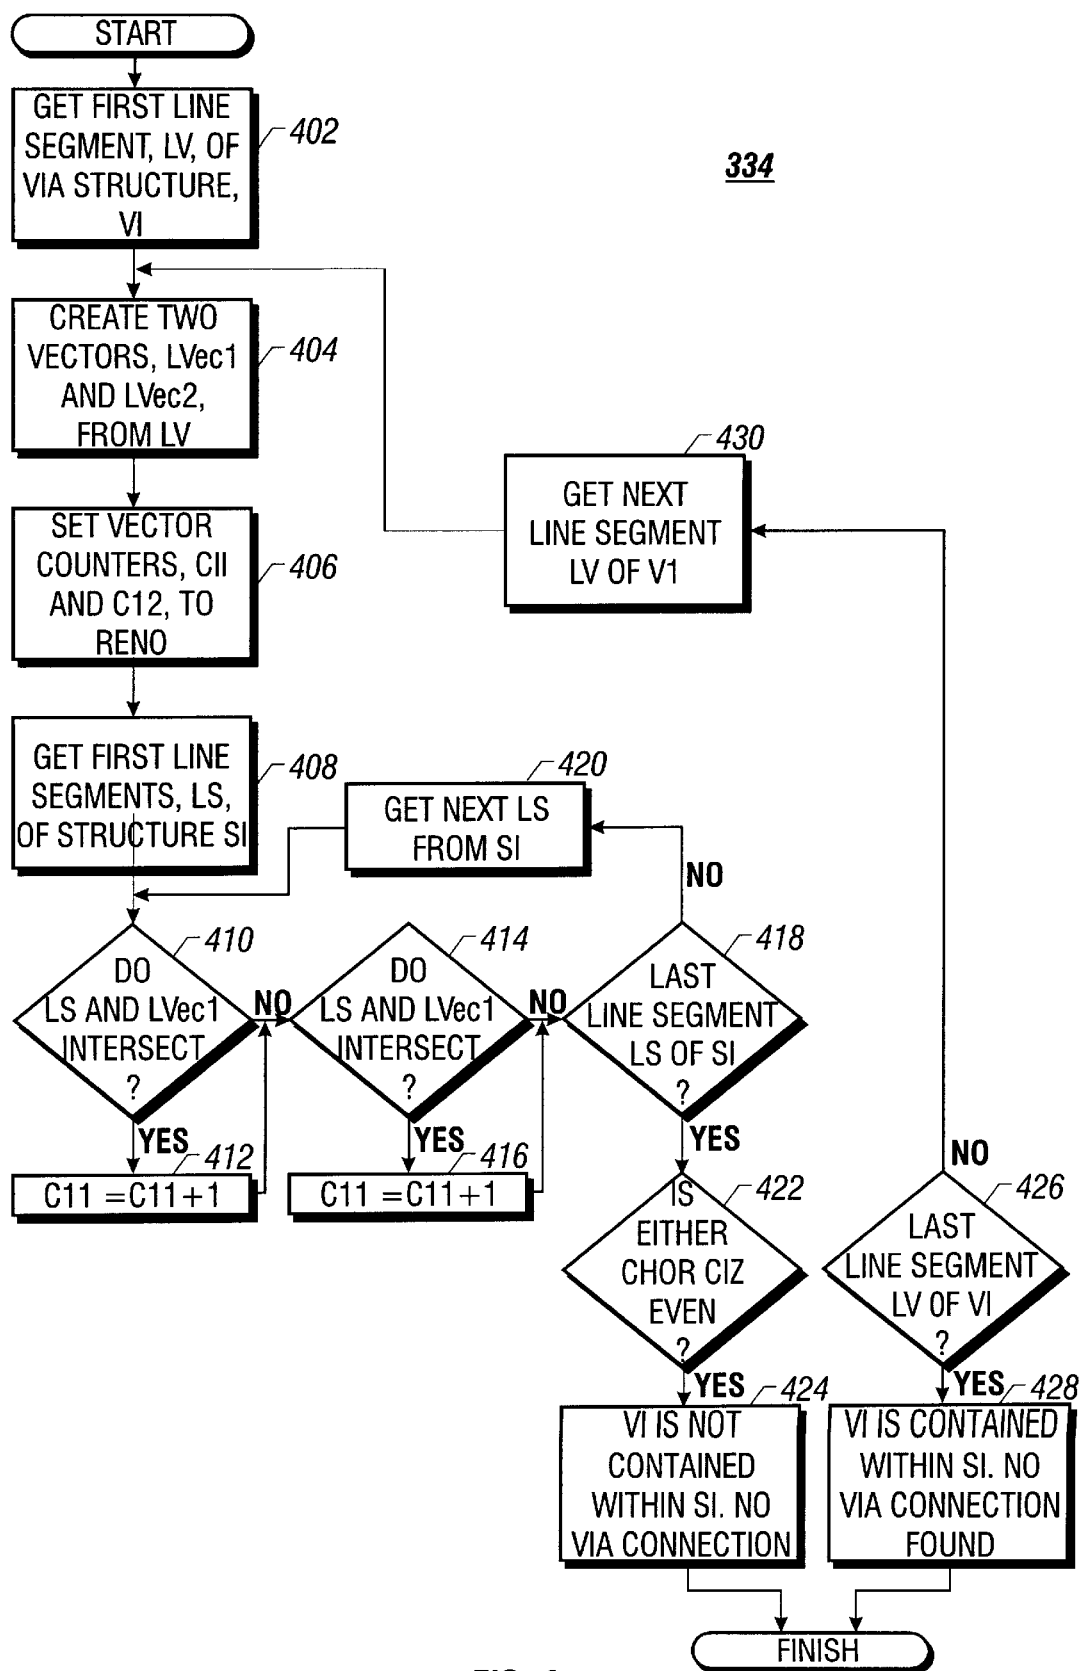 START
GET FIRST LINE
SEGMENT, LV, OF
VIA STRUCTURE,
VI
402
334
CREATE TWO
VECTORS, LVec1
AND LVec2,
FROM LV
404
430
GET NEXT
LINE SEGMENT
LV OF V1
SET VECTOR
COUNTERS, CII
AND C12, TO
RENO
406
GET FIRST LINE
SEGMENTS, LS,
OF STRUCTURE SI
408
420
GET NEXT LS
FROM SI
NO
410
DO
LS AND LVec1
INTERSECT
?
NO
414
DO
LS AND LVec1
INTERSECT
?
NO
418
LAST
LINE SEGMENT
LS OF SI
?
YES
412
C11 =C11+1
YES
416
C11 =C11+1
YES
422
IS
EITHER
CHOR CIZ
EVEN
?
NO
426
LAST
LINE SEGMENT
LV OF VI
?
YES
424
VI IS NOT
CONTAINED
WITHIN SI. NO
VIA CONNECTION
YES
428
VI IS CONTAINED
WITHIN SI. NO
VIA CONNECTION
FOUND
FINISH